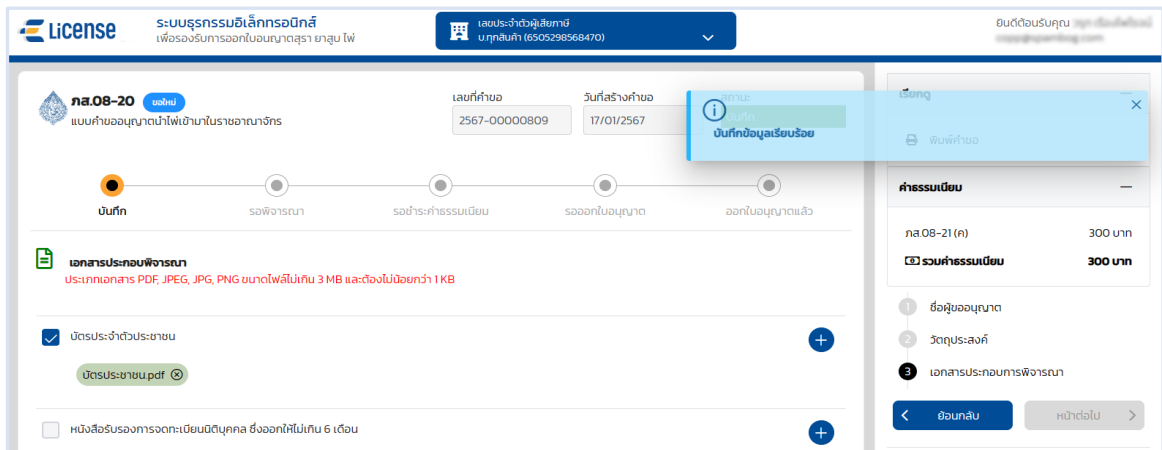 License
ระบบธุรกรรมอิเล็กทรอนิกส์
เพื่อรองรับการออกใบอนุญาตสุรา ยาสูบ ไพ่
เลขประจำตัวผู้เสียภาษี
บ.ทุกสินค้า (6505298568470)
ยินดีต้อนรับคุณ
ภส.08-20 ขอใหม่
แบบคำขออนุญาตนำไพ่เข้ามาในราชอาณาจักร
เลขที่คำขอ วันที่สร้างคำขอ สถานะ
2567-00000809 17/01/2567 บันทึก
บันทึกข้อมูลเรียบร้อย
เรียกดู
พิมพ์คำขอ
บันทึก รอพิจารณา รอชำระค่าธรรมเนียม รอออกใบอนุญาต ออกใบอนุญาตแล้ว
ค่าธรรมเนียม
ภส.08-21 (ค) 300 บาท
รวมค่าธรรมเนียม 300 บาท
เอกสารประกอบพิจารณา
ประเภทเอกสาร PDF, JPEG, JPG, PNG ขนาดไฟล์ไม่เกิน 3 MB และต้องไม่น้อยกว่า 1 KB
บัตรประจำตัวประชาชน
บัตรประชาชน.pdf
หนังสือรับรองการจดทะเบียนนิติบุคคล ซึ่งออกให้ไม่เกิน 6 เดือน
1 ชื่อผู้ขออนุญาต
2 วัตถุประสงค์
3 เอกสารประกอบการพิจารณา
ย้อนกลับ หน้าต่อไป